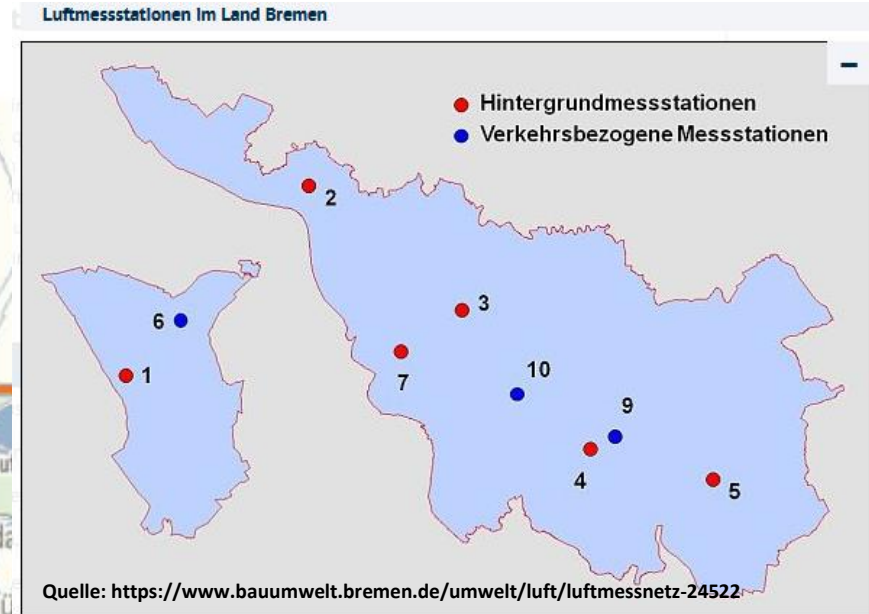 Luftmessstationen im Land Bremen
Hintergrundmessstationen
Verkehrsbezogene Messstationen
2
3
6
1
7
10
9
4
5
Quelle: https://www.bauumwelt.bremen.de/umwelt/luft/luftmessnetz-24522